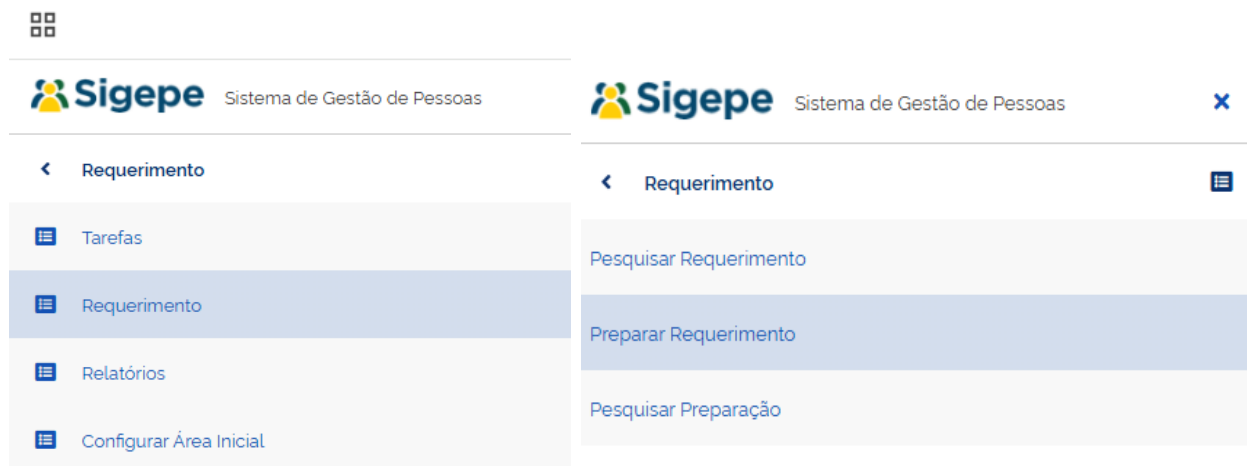 Sigepe Sistema de Gestão de Pessoas
Requerimento
Tarefas
Requerimento
Relatórios
Configurar Área Inicial
Sigepe Sistema de Gestão de Pessoas
Requerimento
Pesquisar Requerimento
Preparar Requerimento
Pesquisar Preparação